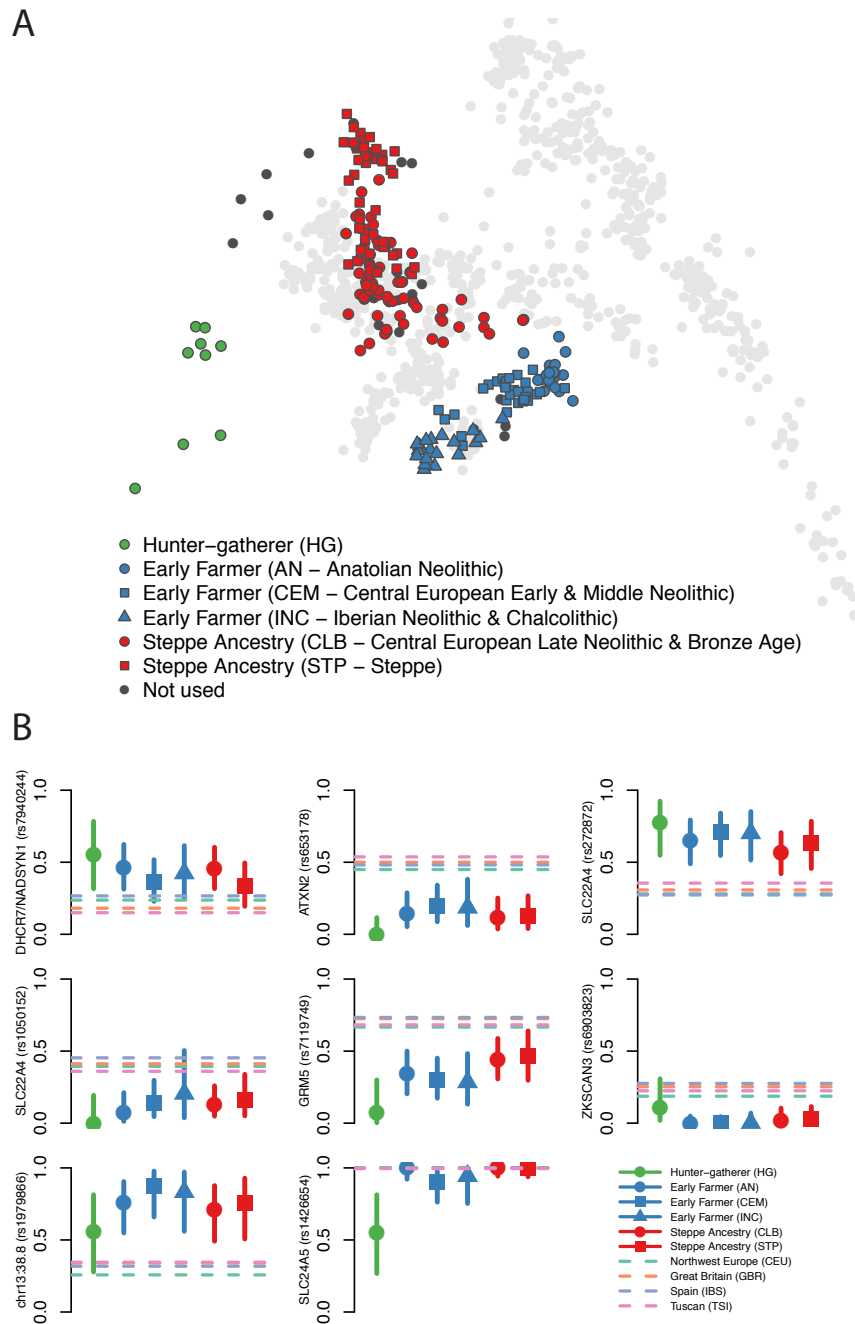 A
Hunter−gatherer (HG)
Early Farmer (AN − Anatolian Neolithic)
Early Farmer (CEM − Central European Early & Middle Neolithic)
Early Farmer (INC − Iberian Neolithic & Chalcolithic)
Steppe Ancestry (CLB − Central European Late Neolithic & Bronze Age)
Steppe Ancestry (STP − Steppe)
Not used
B
DHCR7/NADSYN1 (rs7940244)
0.0 0.5 1.0
ATXN2 (rs653178)
0.0 0.5 1.0
SLC22A4 (rs272872)
0.0 0.5 1.0
SLC22A4 (rs1050152)
0.0 0.5 1.0
GRM5 (rs7119749)
0.0 0.5 1.0
ZKSCAN3 (rs6903823)
0.0 0.5 1.0
chr13:38.8 (rs1979866)
0.0 0.5 1.0
SLC24A5 (rs1426654)
0.0 0.5 1.0
Hunter−gatherer (HG)
Early Farmer (AN)
Early Farmer (CEM)
Early Farmer (INC)
Steppe Ancestry (CLB)
Steppe Ancestry (STP)
Northwest Europe (CEU)
Great Britain (GBR)
Spain (IBS)
Tuscan (TSI)